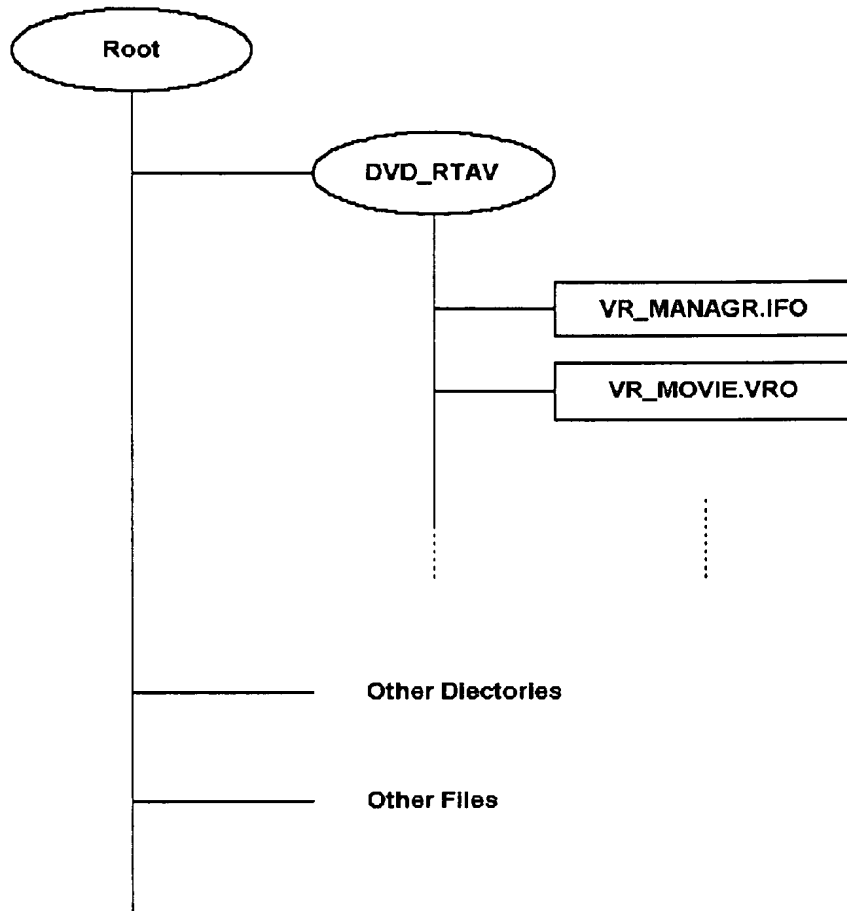 Root
DVD_RTAV
VR_MANAGR.IFO
VR_MOVIE.VRO
Other Diectories
Other Files